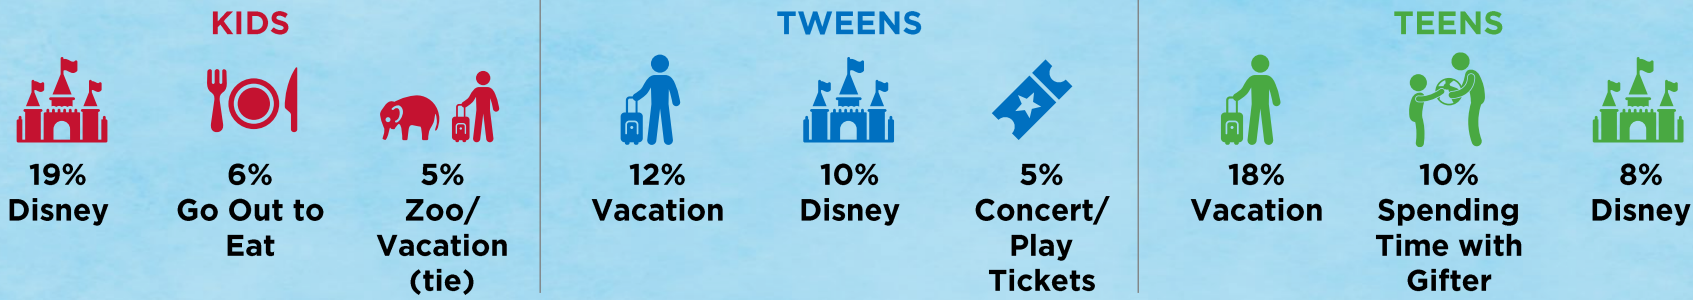 KIDS
19%
Disney
6%
Go Out to
Eat
5%
Zoo/
Vacation
(tie)
TWEENS
12%
Vacation
10%
Disney
5%
Concert/
Play
Tickets
TEENS
18%
Vacation
10%
Spending
Time with
Gifter
8%
Disney